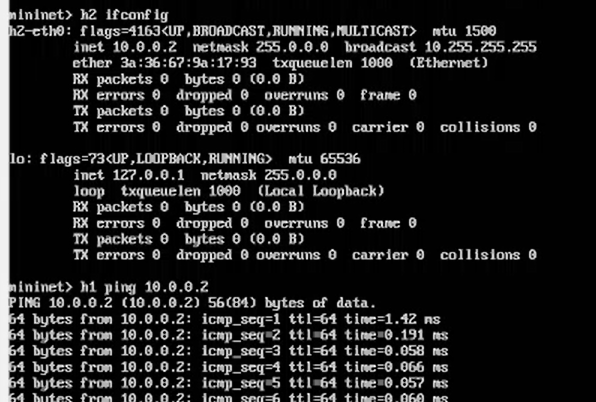 mininet> h2 ifconfig
h2-eth0: flags=4163<UP,BROADCAST,RUNNING,MULTICAST>  mtu 1500
        inet 10.0.0.2  netmask 255.0.0.0  broadcast 10.255.255.255
        ether 3a:36:67:9a:17:93  txqueuelen 1000  (Ethernet)
        RX packets 0  bytes 0 (0.0 B)
        RX errors 0  dropped 0  overruns 0  frame 0
        TX packets 0  bytes 0 (0.0 B)
        TX errors 0  dropped 0 overruns 0  carrier 0  collisions 0

lo: flags=73<UP,LOOPBACK,RUNNING>  mtu 65536
        inet 127.0.0.1  netmask 255.0.0.0
        loop  txqueuelen 1000  (Local Loopback)
        RX packets 0  bytes 0 (0.0 B)
        RX errors 0  dropped 0  overruns 0  frame 0
        TX packets 0  bytes 0 (0.0 B)
        TX errors 0  dropped 0 overruns 0  carrier 0  collisions 0

mininet> h1 ping 10.0.0.2
PING 10.0.0.2 (10.0.0.2) 56(84) bytes of data.
64 bytes from 10.0.0.2: icmp_seq=1 ttl=64 time=1.42 ms
64 bytes from 10.0.0.2: icmp_seq=2 ttl=64 time=0.191 ms
64 bytes from 10.0.0.2: icmp_seq=3 ttl=64 time=0.058 ms
64 bytes from 10.0.0.2: icmp_seq=4 ttl=64 time=0.066 ms
64 bytes from 10.0.0.2: icmp_seq=5 ttl=64 time=0.057 ms
64 bytes from 10.0.0.2: icmp_seq=6 ttl=64 time=0.060 ms